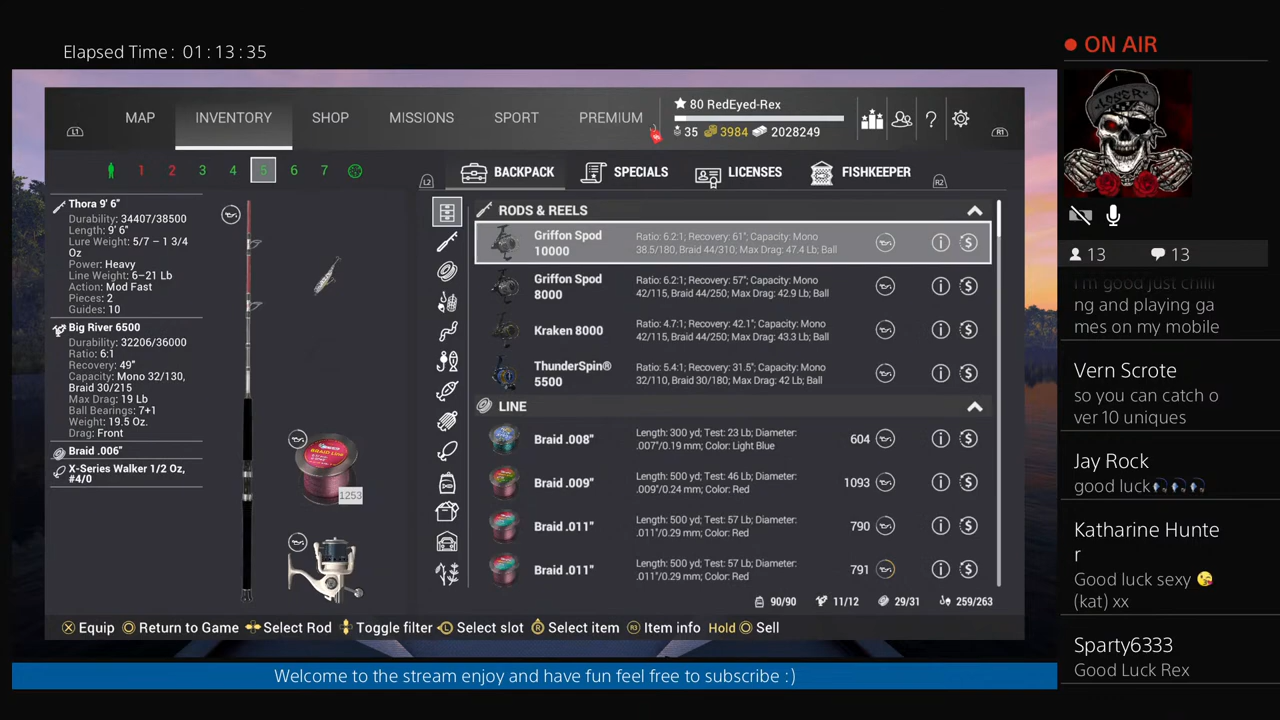 Elapsed Time: 01:13:35
ON AIR
MAP
INVENTORY
SHOP
MISSIONS
SPORT
PREMIUM
80 RedEyed-Rex
35 3984 2028249
L1
R1
1 2 3 4 5 6 7
L2
BACKPACK
SPECIALS
LICENSES
FISHKEEPER
R2
Thora 9' 6"
Durability: 34407/38500
Length: 9' 6"
Lure Weight: 5/7 – 1 3/4
Oz
Power: Heavy
Line Weight: 6–21 Lb
Action: Mod Fast
Pieces: 2
Guides: 10
Big River 6500
Durability: 32206/36000
Ratio: 6:1
Recovery: 49"
Capacity: Mono 32/130,
Braid 30/215
Max Drag: 19 Lb
Ball Bearings: 7+1
Weight: 19.5 Oz.
Drag: Front
Braid .006"
X-Series Walker 1/2 Oz,
#4/0
1253
RODS & REELS
Griffon Spod
10000
Ratio: 6.2:1; Recovery: 61"; Capacity: Mono
38.5/180, Braid 44/310; Max Drag: 47.4 Lb; Ball
Griffon Spod
8000
Ratio: 6.2:1; Recovery: 57"; Capacity: Mono
42/115, Braid 44/250; Max Drag: 42.9 Lb; Ball
Kraken 8000
Ratio: 4.7:1; Recovery: 42.1"; Capacity: Mono
42/115, Braid 44/250; Max Drag: 43.3 Lb; Ball
ThunderSpin®
5500
Ratio: 5.4:1; Recovery: 31.5"; Capacity: Mono
32/110, Braid 30/180; Max Drag: 42 Lb; Ball
LINE
Braid .008"
Length: 300 yd; Test: 23 Lb; Diameter:
.007"/0.19 mm; Color: Light Blue
604
Braid .009"
Length: 500 yd; Test: 46 Lb; Diameter:
.009"/0.24 mm; Color: Red
1093
Braid .011"
Length: 500 yd; Test: 57 Lb; Diameter:
.011"/0.29 mm; Color: Red
790
Braid .011"
Length: 500 yd; Test: 57 Lb; Diameter:
.011"/0.29 mm; Color: Red
791
90/90 11/12 29/31 259/263
Equip Return to Game Select Rod Toggle filter Select slot Select item Item info Hold Sell
Welcome to the stream enjoy and have fun feel free to subscribe :)
13 13
I'm good just chilli
ng and playing ga
mes on my mobile
Vern Scrote
so you can catch o
ver 10 uniques
Jay Rock
good luck
Katharine Hunte
r
Good luck sexy 😘
(kat) xx
Sparty6333
Good Luck Rex